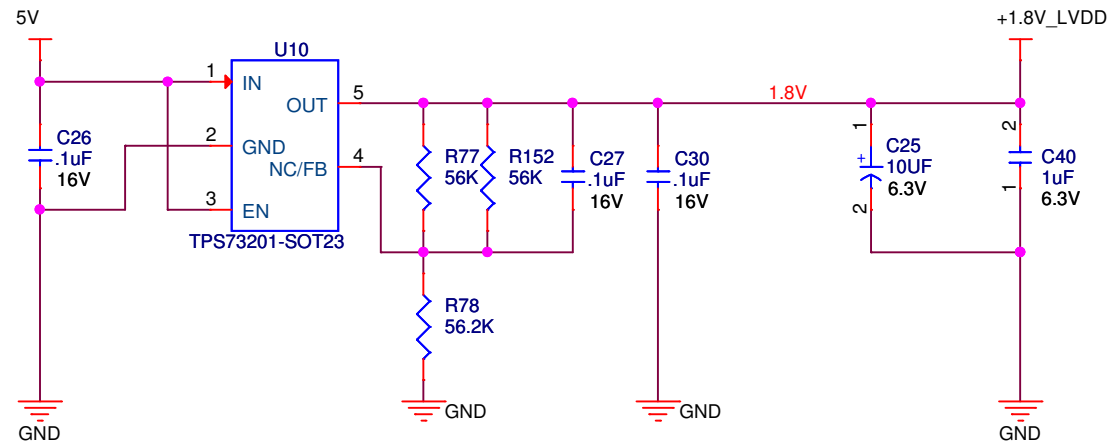 5V
+1.8V_LVDD
U10
1
IN
OUT
5
1.8V
2
GND
NC/FB
4
3
EN
TPS73201-SOT23
C26
.1uF
16V
R77
56K
R152
56K
C27
.1uF
16V
C30
.1uF
16V
1
+
C25
10UF
6.3V
2
2
C40
1uF
6.3V
1
R78
56.2K
GND
GND
GND
GND